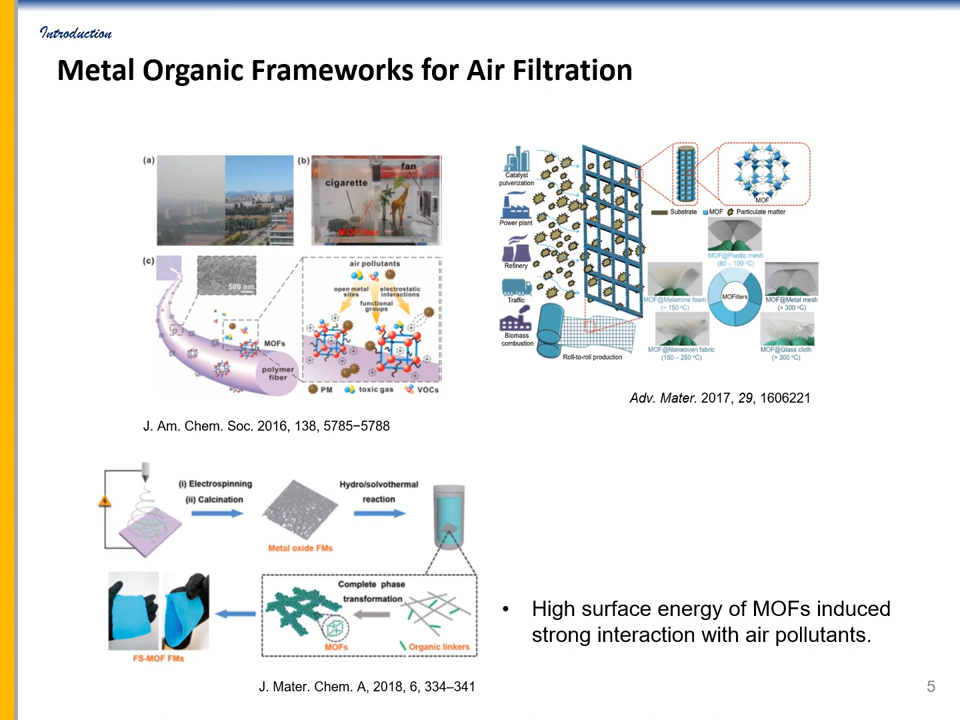 Introduction
Metal Organic Frameworks for Air Filtration
(a)
(b)
fan
cigarette
(c)
500 nm
air pollutants
open metal
sites
electrostatic
interactions
functional
groups
MOFs
polymer
fiber
PM
toxic gas
VOCs
J. Am. Chem. Soc. 2016, 138, 5785−5788
Catalyst
pulverization
Power plant
Refinery
Traffic
Biomass
combustion
MOF
Substrate
MOF
Particulate matter
MOF@Plastic mesh
(80 – 100 °C)
MOF@Melamine foam
(~ 150 °C)
MOFilters
MOF@Metal mesh
(> 300 °C)
MOF@Nonwoven fabric
(150 – 250 °C)
MOF@Glass cloth
(> 300 °C)
Roll-to-roll production
Adv. Mater. 2017, 29, 1606221
(i) Electrospinning
(ii) Calcination
Hydro/solvothermal
reaction
Metal oxide FMs
Complete phase
transformation
MOFs
Organic linkers
FS-MOF FMs
J. Mater. Chem. A, 2018, 6, 334–341
• High surface energy of MOFs induced
strong interaction with air pollutants.
5